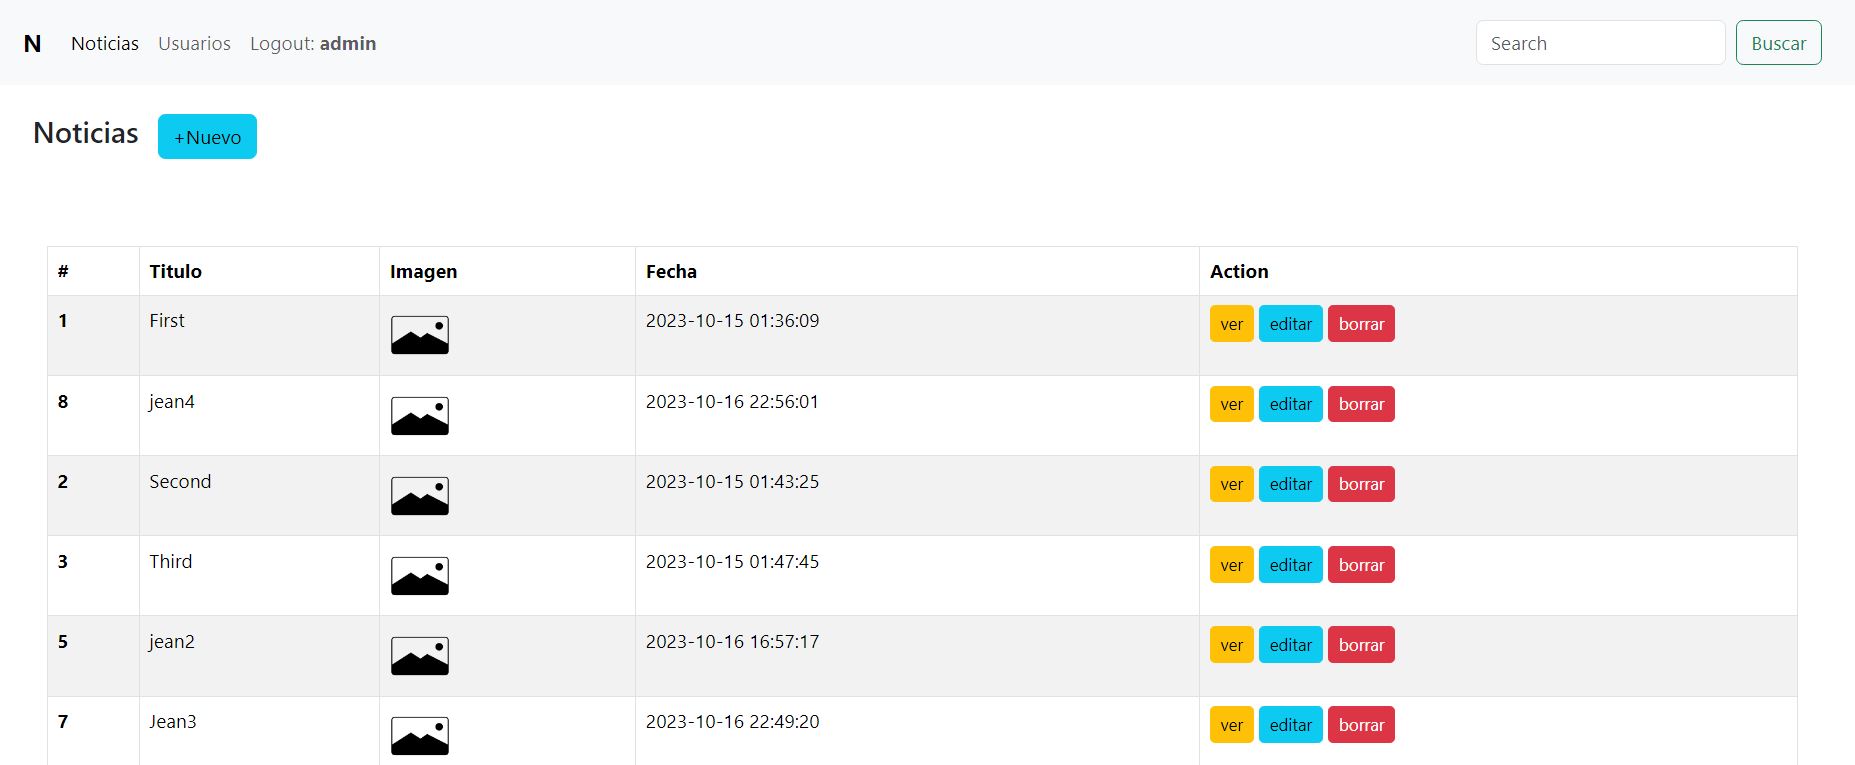 N Noticias Usuarios Logout: admin Search Buscar
Noticias +Nuevo
# Titulo Imagen Fecha Action
1 First 2023-10-15 01:36:09 ver editar borrar
8 jean4 2023-10-16 22:56:01 ver editar borrar
2 Second 2023-10-15 01:43:25 ver editar borrar
3 Third 2023-10-15 01:47:45 ver editar borrar
5 jean2 2023-10-16 16:57:17 ver editar borrar
7 Jean3 2023-10-16 22:49:20 ver editar borrar